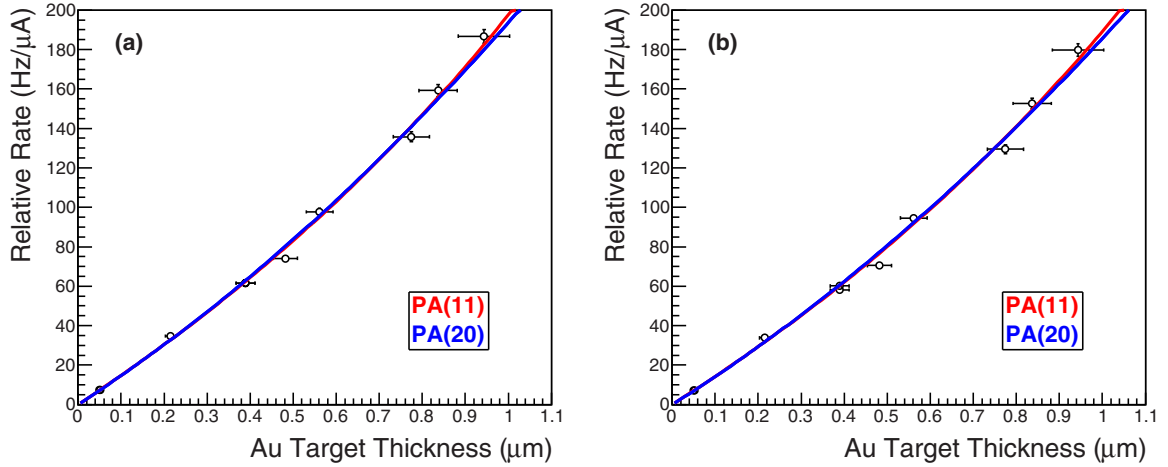 (a)
Relative Rate (Hz/μA)
200
180
160
140
120
100
80
60
40
20
0
0 0.1 0.2 0.3 0.4 0.5 0.6 0.7 0.8 0.9 1 1.1
Au Target Thickness (μm)
PA(11)
PA(20)
(b)
Relative Rate (Hz/μA)
200
180
160
140
120
100
80
60
40
20
0
0 0.1 0.2 0.3 0.4 0.5 0.6 0.7 0.8 0.9 1 1.1
Au Target Thickness (μm)
PA(11)
PA(20)